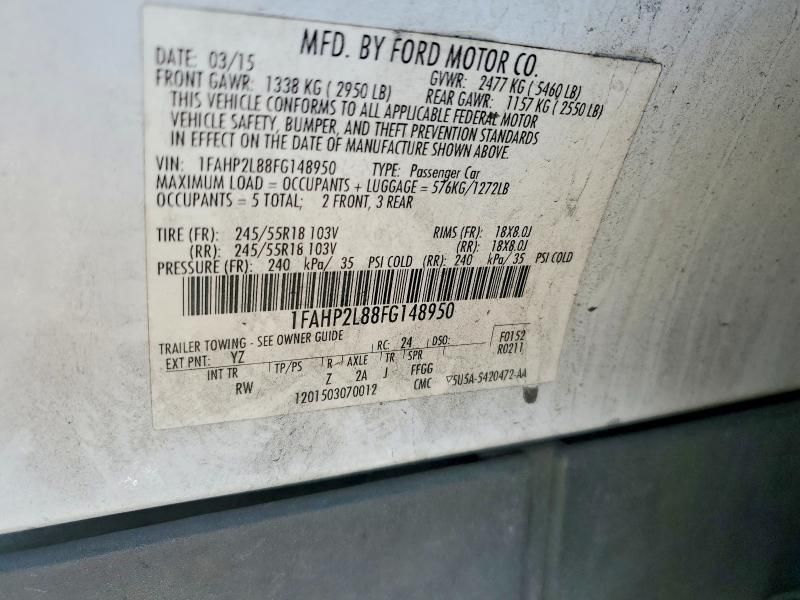 MFD. BY FORD MOTOR CO.
DATE: 03/15 GVWR: 2477 KG ( 5460 LB)
FRONT GAWR: 1338 KG ( 2950 LB) REAR GAWR: 1157 KG ( 2550 LB)
THIS VEHICLE CONFORMS TO ALL APPLICABLE FEDERAL MOTOR
VEHICLE SAFETY, BUMPER, AND THEFT PREVENTION STANDARDS
IN EFFECT ON THE DATE OF MANUFACTURE SHOWN ABOVE.
VIN: 1FAHP2L88FG148950 TYPE: Passenger Car
MAXIMUM LOAD = OCCUPANTS + LUGGAGE = 576KG/1272LB
OCCUPANTS = 5 TOTAL; 2 FRONT, 3 REAR
TIRE (FR): 245/55R18 103V RIMS (FR): 18X8.0J
(RR): 245/55R18 103V (RR): 18X8.0J
PRESSURE (FR): 240 kPa/ 35 PSI COLD (RR): 240 kPa/ 35 PSI COLD
1FAHP2L88FG148950
TRAILER TOWING - SEE OWNER GUIDE RC: 24 DSO: F0152
EXT PNT: YZ R0211
INT TR TP/PS R AXLE TR SPR
RW Z 2A J FFGG
1201503070012 CMC ▽5U5A-5420472-AA